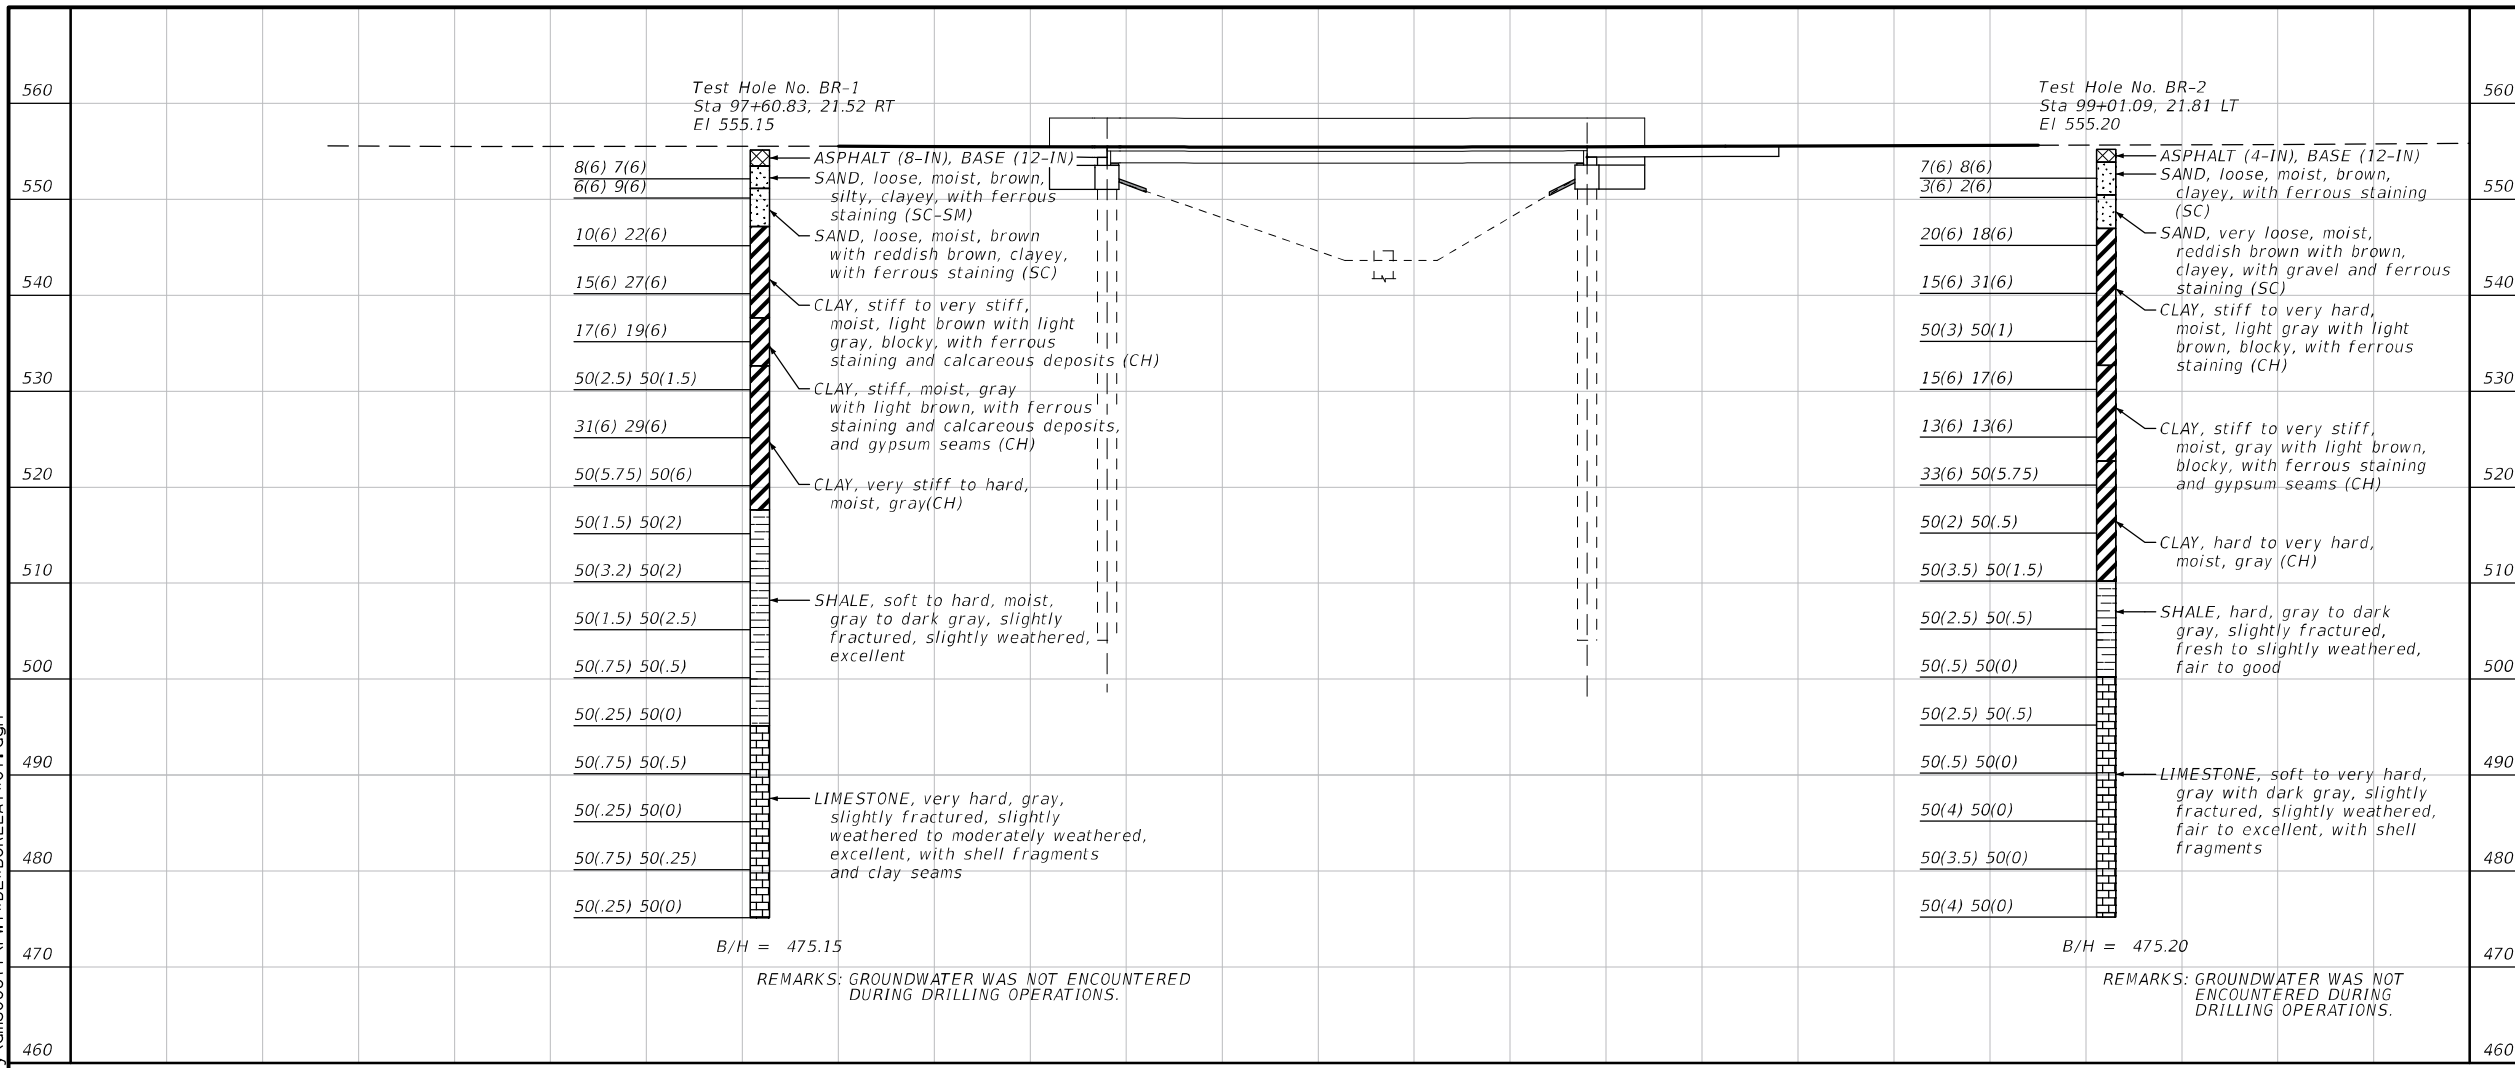 560
550
540
530
520
510
500
490
480
470
460
Test Hole No. BR-1
Sta 97+60.83, 21.52 RT
El 555.15
8(6) 7(6)
6(6) 9(6)
10(6) 22(6)
15(6) 27(6)
17(6) 19(6)
50(2.5) 50(1.5)
31(6) 29(6)
50(5.75) 50(6)
50(1.5) 50(2)
50(3.2) 50(2)
50(1.5) 50(2.5)
50(.75) 50(.5)
50(.25) 50(0)
50(.75) 50(.5)
50(.25) 50(0)
50(.75) 50(.25)
50(.25) 50(0)
ASPHALT (8-IN), BASE (12-IN)
SAND, loose, moist, brown,
silty, clayey, with ferrous
staining (SC-SM)
SAND, loose, moist, brown
with reddish brown, clayey,
with ferrous staining (SC)
CLAY, stiff to very stiff,
moist, light brown with light
gray, blocky, with ferrous
staining and calcareous deposits (CH)
CLAY, stiff, moist, gray
with light brown, with ferrous
staining and calcareous deposits,
and gypsum seams (CH)
CLAY, very stiff to hard,
moist, gray(CH)
SHALE, soft to hard, moist,
gray to dark gray, slightly
fractured, slightly weathered,
excellent
LIMESTONE, very hard, gray,
slightly fractured, slightly
weathered to moderately weathered,
excellent, with shell fragments
and clay seams
B/H = 475.15
REMARKS: GROUNDWATER WAS NOT ENCOUNTERED
DURING DRILLING OPERATIONS.
Test Hole No. BR-2
Sta 99+01.09, 21.81 LT
El 555.20
7(6) 8(6)
3(6) 2(6)
20(6) 18(6)
15(6) 31(6)
50(3) 50(1)
15(6) 17(6)
13(6) 13(6)
33(6) 50(5.75)
50(2) 50(.5)
50(3.5) 50(1.5)
50(2.5) 50(.5)
50(.5) 50(0)
50(2.5) 50(.5)
50(.5) 50(0)
50(4) 50(0)
50(3.5) 50(0)
50(4) 50(0)
ASPHALT (4-IN), BASE (12-IN)
SAND, loose, moist, brown,
clayey, with ferrous staining
(SC)
SAND, very loose, moist,
reddish brown with brown,
clayey, with gravel and ferrous
staining (SC)
CLAY, stiff to very hard,
moist, light gray with light
brown, blocky, with ferrous
staining (CH)
CLAY, stiff to very stiff,
moist, gray with light brown,
blocky, with ferrous staining
and gypsum seams (CH)
CLAY, hard to very hard,
moist, gray (CH)
SHALE, hard, gray to dark
gray, slightly fractured,
fresh to slightly weathered,
fair to good
LIMESTONE, soft to very hard,
gray with dark gray, slightly
fractured, slightly weathered,
fair to excellent, with shell
fragments
B/H = 475.20
REMARKS: GROUNDWATER WAS NOT
ENCOUNTERED DURING
DRILLING OPERATIONS.
560
550
540
530
520
510
500
490
480
470
460